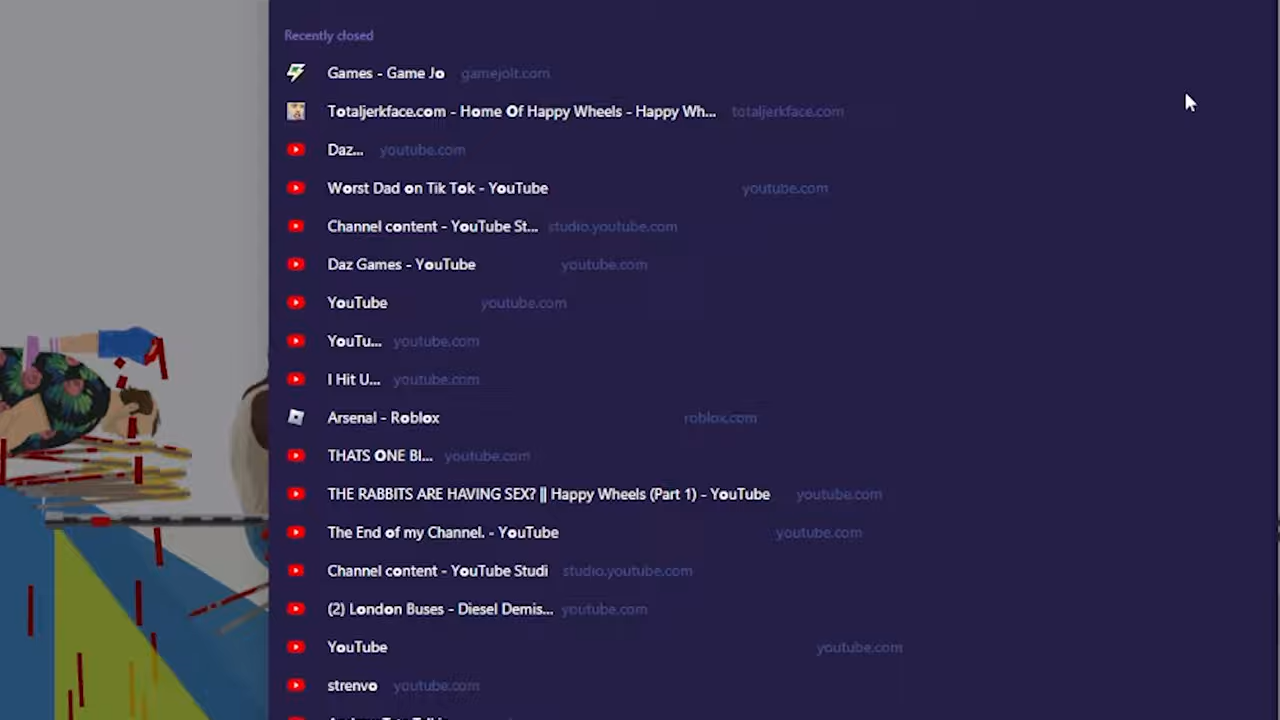 Recently closed
Games - Game Jo gamejolt.com
Totaljerkface.com - Home Of Happy Wheels - Happy Wh... totaljerkface.com
Daz... youtube.com
Worst Dad on Tik Tok - YouTube youtube.com
Channel content - YouTube St... studio.youtube.com
Daz Games - YouTube youtube.com
YouTube youtube.com
YouTu... youtube.com
I Hit U... youtube.com
Arsenal - Roblox roblox.com
THATS ONE BI... youtube.com
THE RABBITS ARE HAVING SEX? || Happy Wheels (Part 1) - YouTube youtube.com
The End of my Channel. - YouTube youtube.com
Channel content - YouTube Studi studio.youtube.com
(2) London Buses - Diesel Demis... youtube.com
YouTube youtube.com
strenvo youtube.com